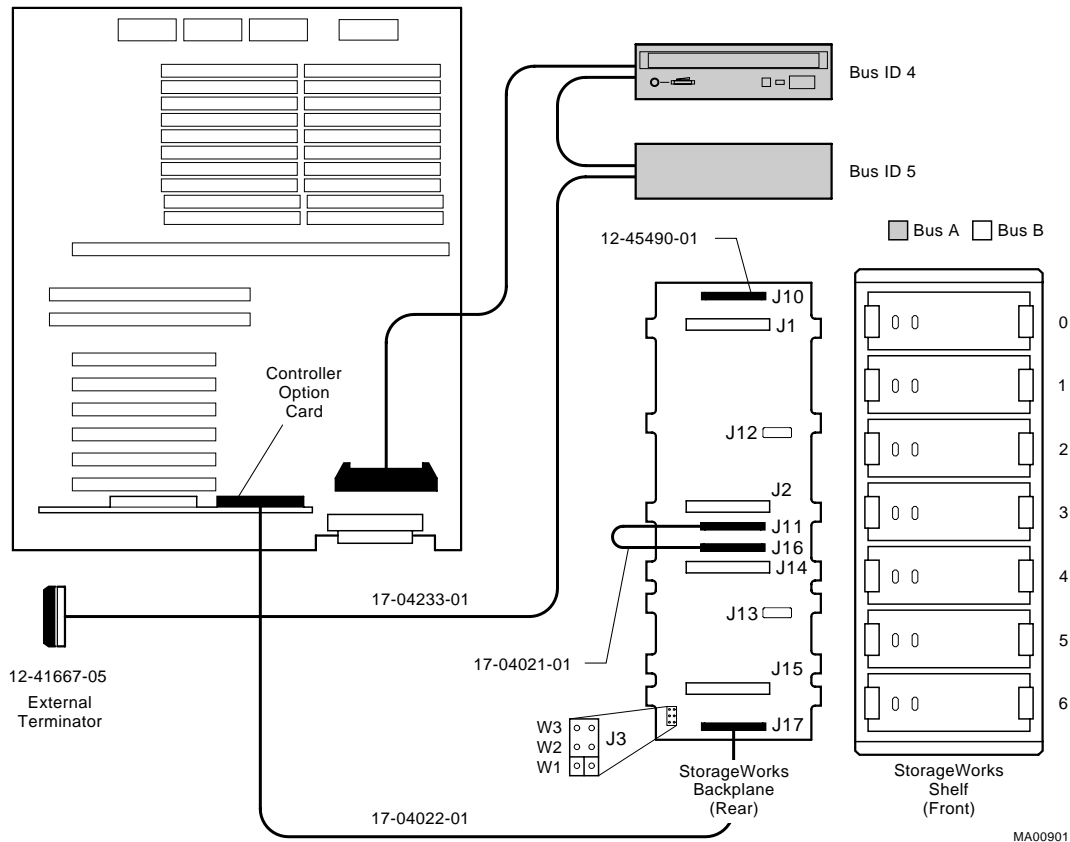 Bus ID 4
Bus ID 5
Bus A
Bus B
12-45490-01
J10
J1
0
1
Controller
Option
Card
J12
2
J2
3
J11
J16
J14
4
17-04233-01
J13
5
17-04021-01
12-41667-05
External
Terminator
J15
6
W3
W2
W1
J3
J17
StorageWorks
Backplane
(Rear)
StorageWorks
Shelf
(Front)
17-04022-01
MA00901